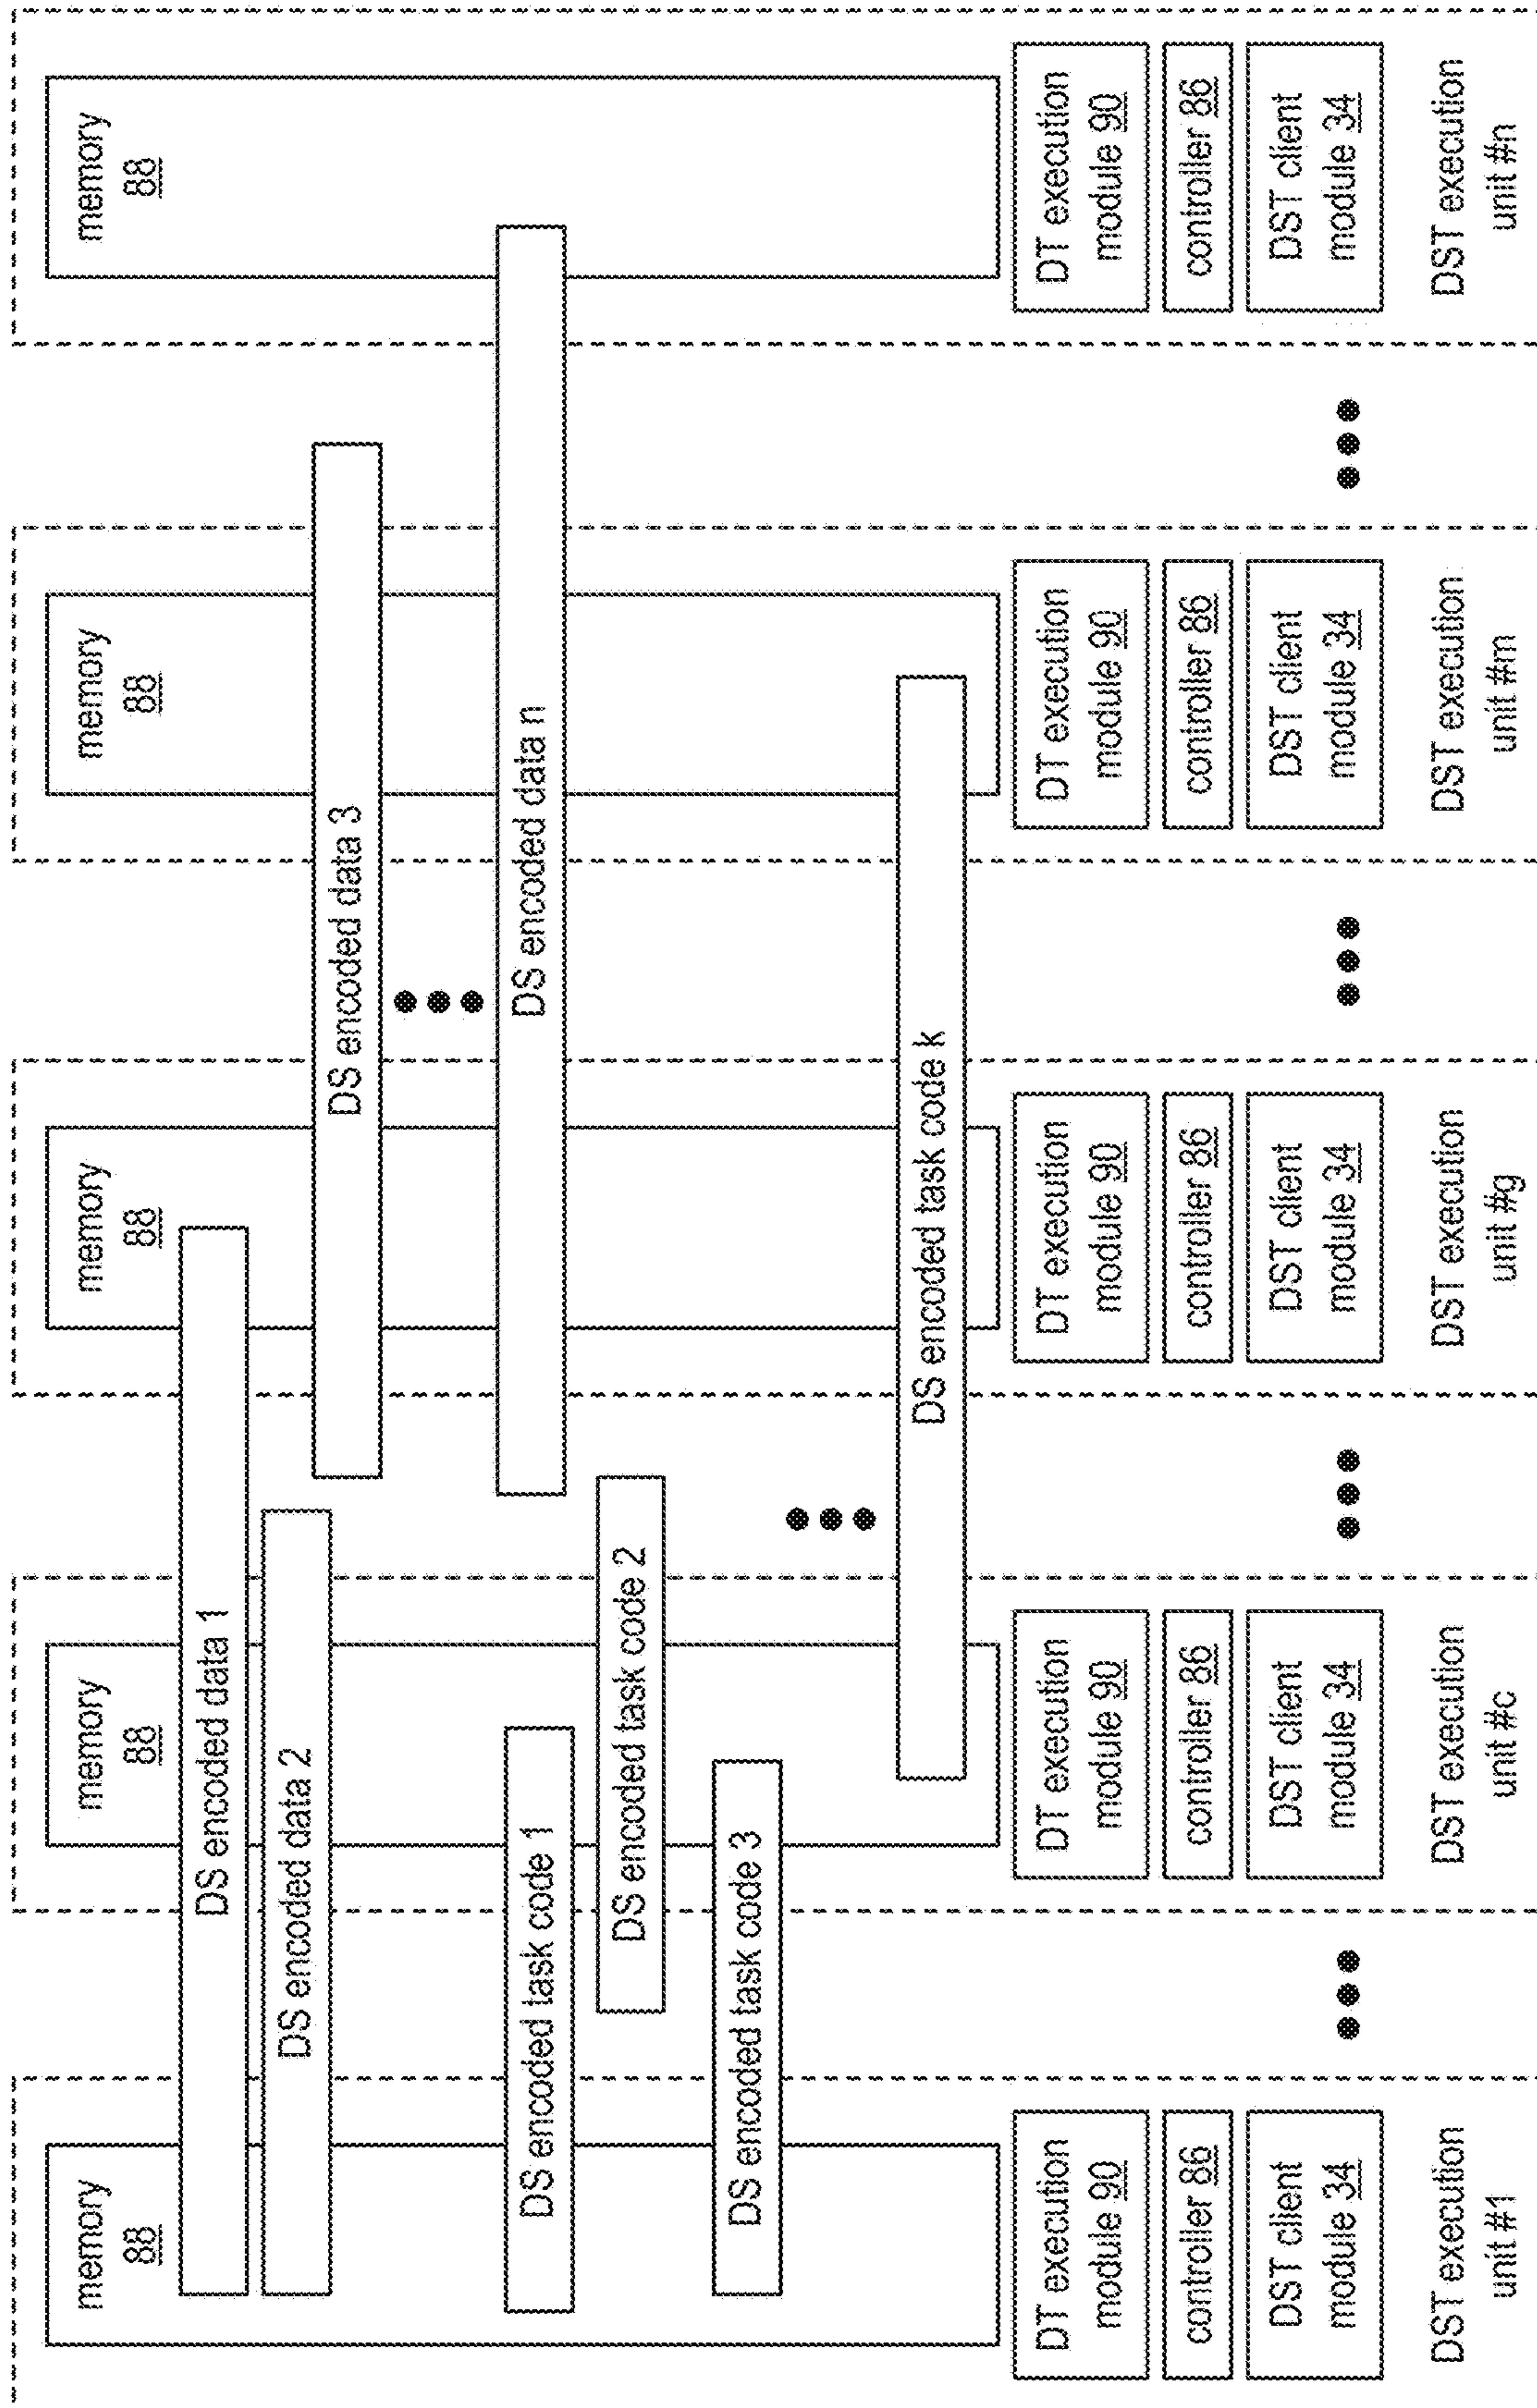 memory
88
memory
88
memory
88
memory
88
memory
88
DS encoded data 1
DS encoded data 2
DS encoded data 3
DS encoded data n
DS encoded task code 1
DS encoded task code 2
DS encoded task code 3
DS encoded task code k
DT execution
module 90
controller 86
DST client
module 34
DST execution
unit #1
DT execution
module 90
controller 86
DST client
module 34
DST execution
unit #c
DT execution
module 90
controller 86
DST client
module 34
DST execution
unit #g
DT execution
module 90
controller 86
DST client
module 34
DST execution
unit #m
DT execution
module 90
controller 86
DST client
module 34
DST execution
unit #n